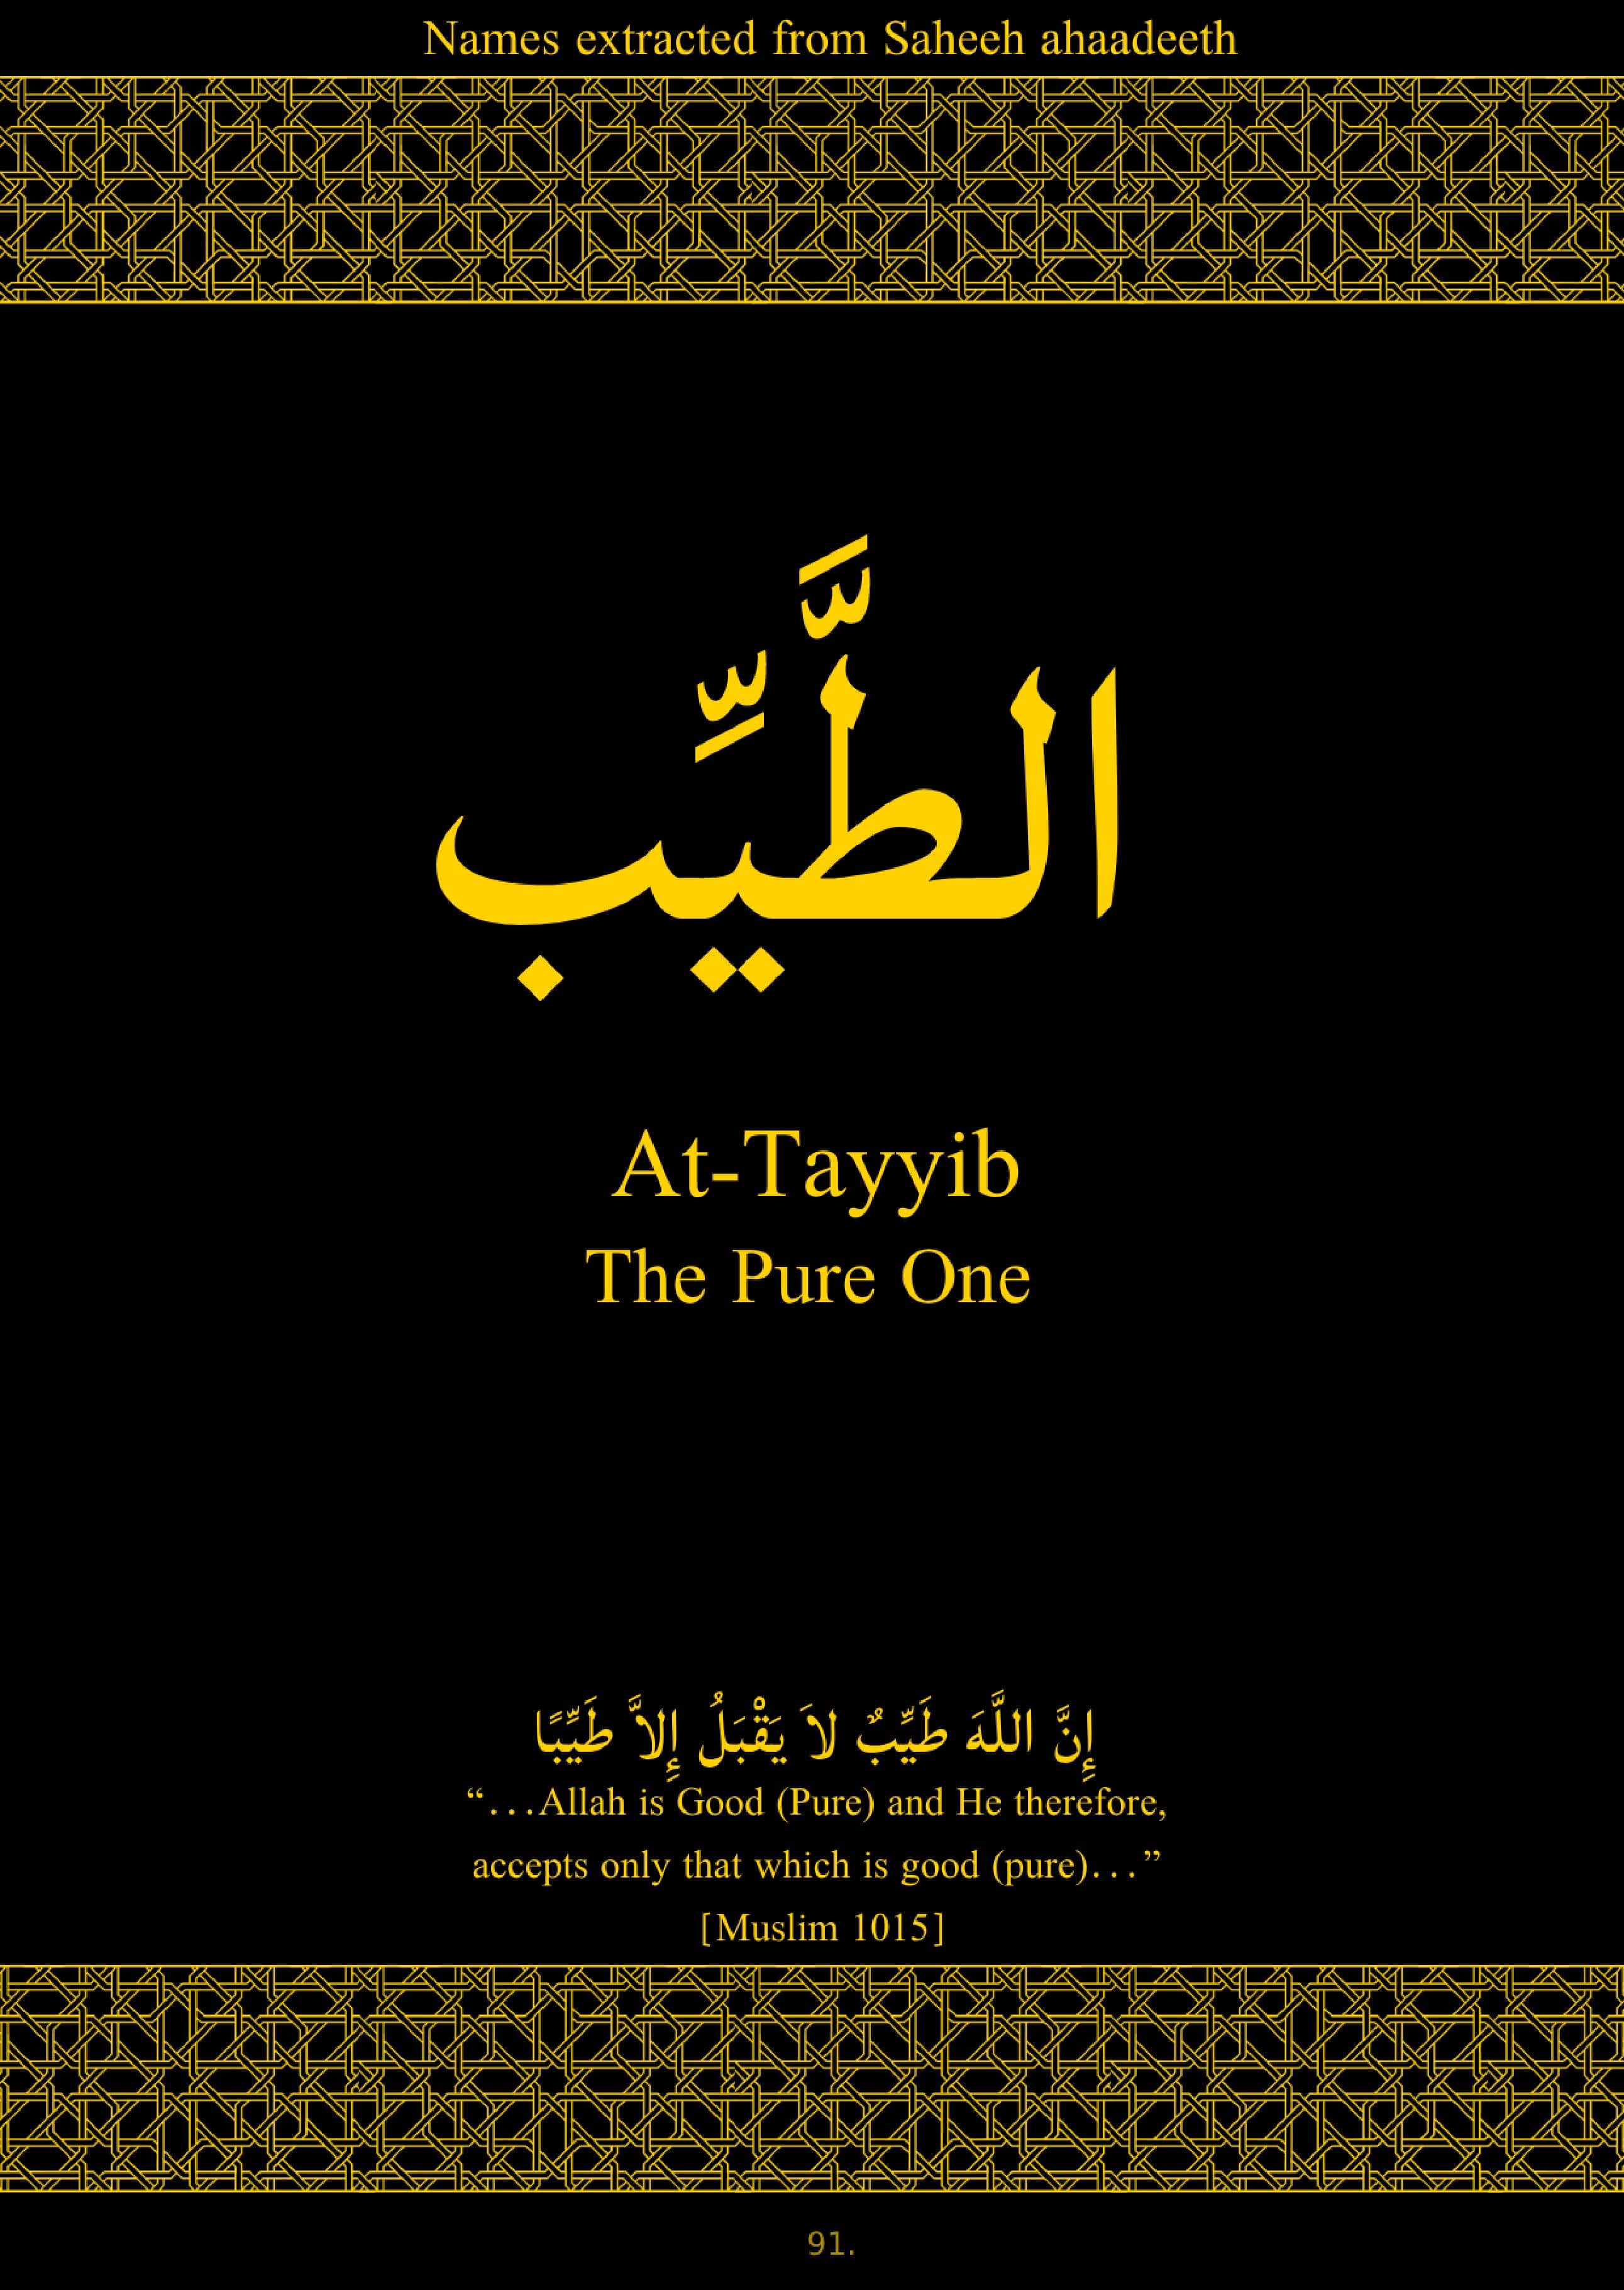 Names extracted from Saheeh ahaadeeth
الطَّيِّب
At-Tayyib
The Pure One
إِنَّ اللَّهَ طَيِّبٌ لاَ يَقْبَلُ إِلاَّ طَيِّبًا
“...Allah is Good (Pure) and He therefore,
accepts only that which is good (pure)...”
[Muslim 1015]
91.